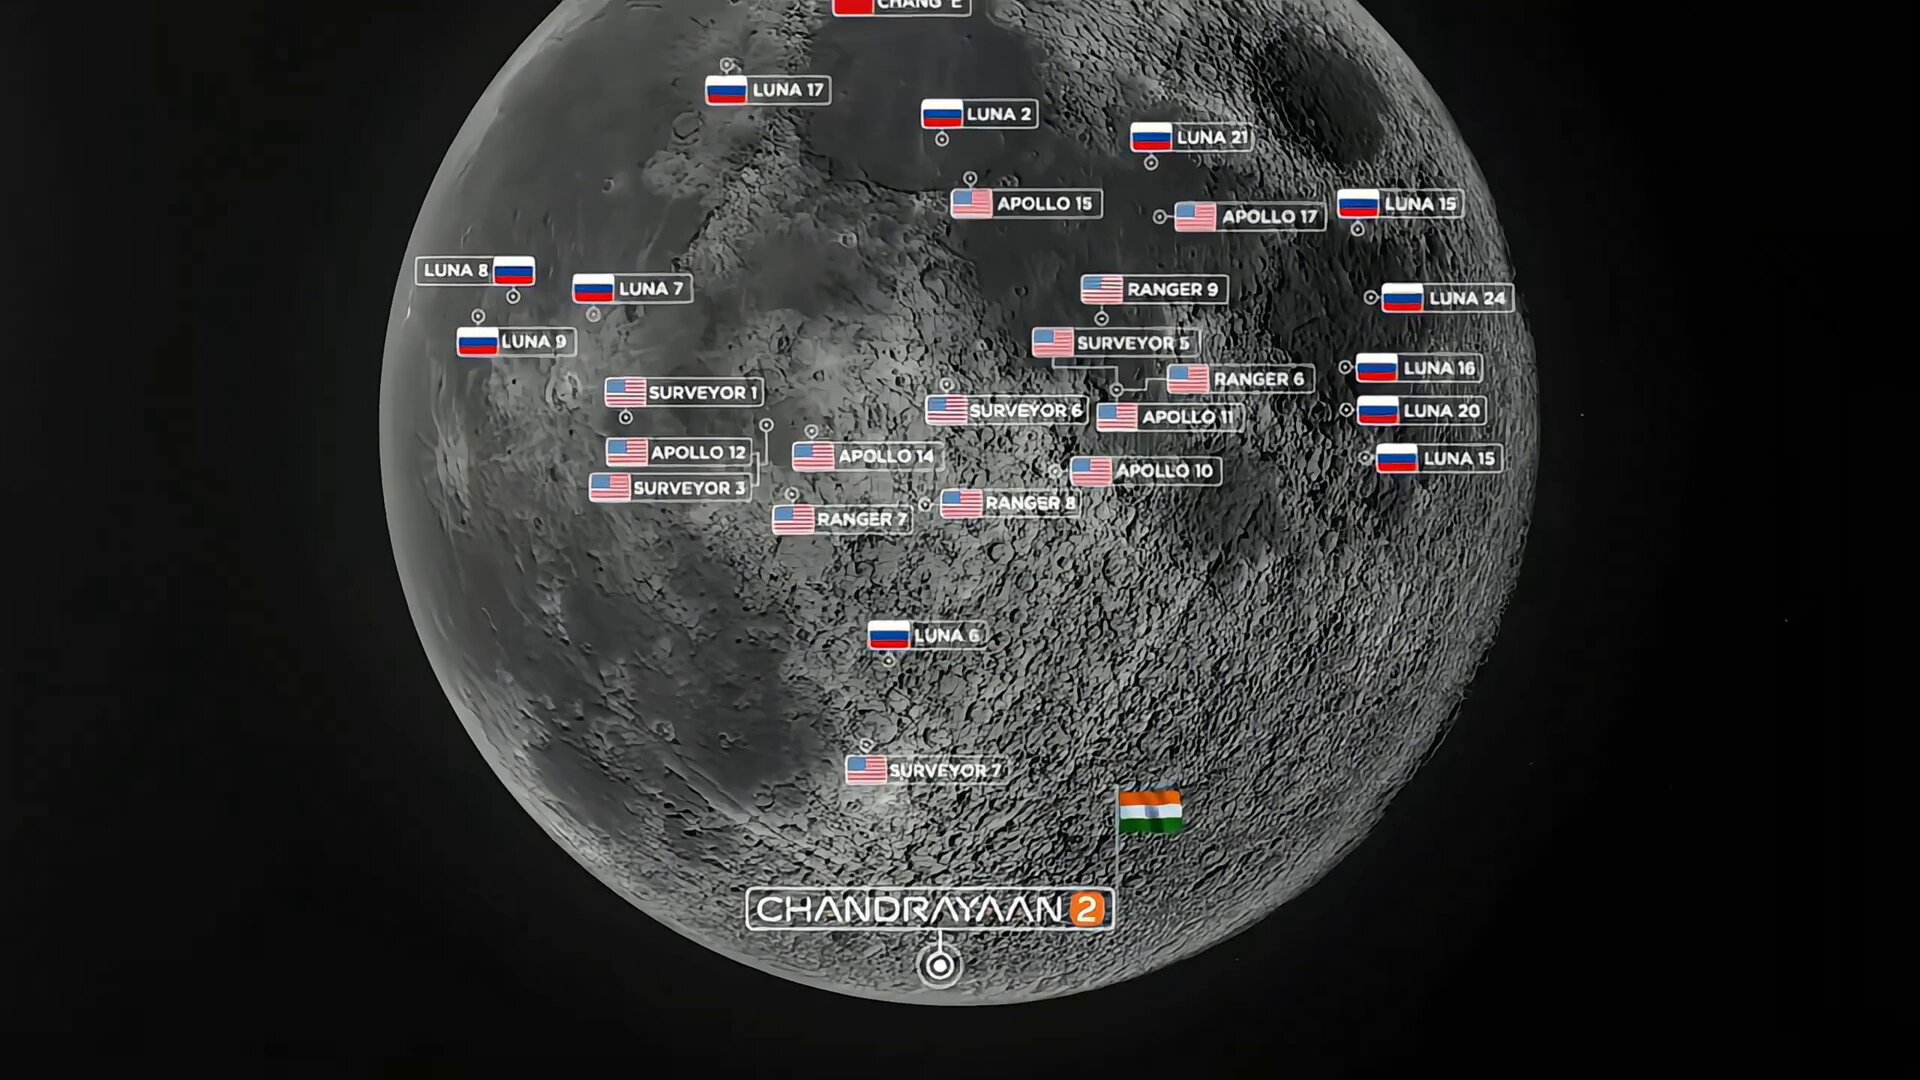 CHANG'E
LUNA 17
LUNA 2
LUNA 21
APOLLO 15
APOLLO 17
LUNA 15
LUNA 8
LUNA 7
RANGER 9
LUNA 24
LUNA 9
SURVEYOR 5
LUNA 16
SURVEYOR 1
RANGER 6
SURVEYOR 6
APOLLO 11
LUNA 20
APOLLO 12
APOLLO 14
LUNA 15
SURVEYOR 3
APOLLO 10
RANGER 7
RANGER 8
LUNA 6
SURVEYOR 7
CHANDRAYAAN 2